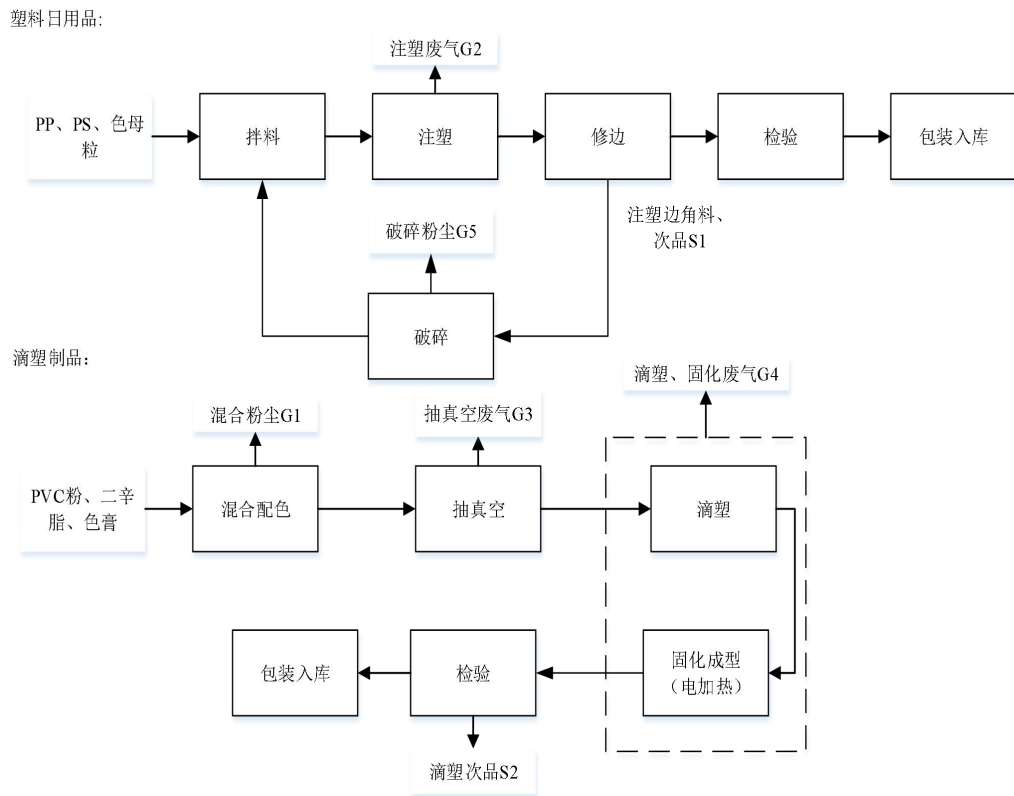 塑料日用品:
注塑废气G2
PP、PS、色母
粒
拌料
注塑
修边
检验
包装入库
注塑边角料、
次品S1
破碎粉尘G5
破碎
滴塑制品：
滴塑、固化废气G4
混合粉尘G1
抽真空废气G3
PVC粉、二辛
脂、色膏
混合配色
抽真空
滴塑
包装入库
检验
固化成型
（电加热）
滴塑次品S2